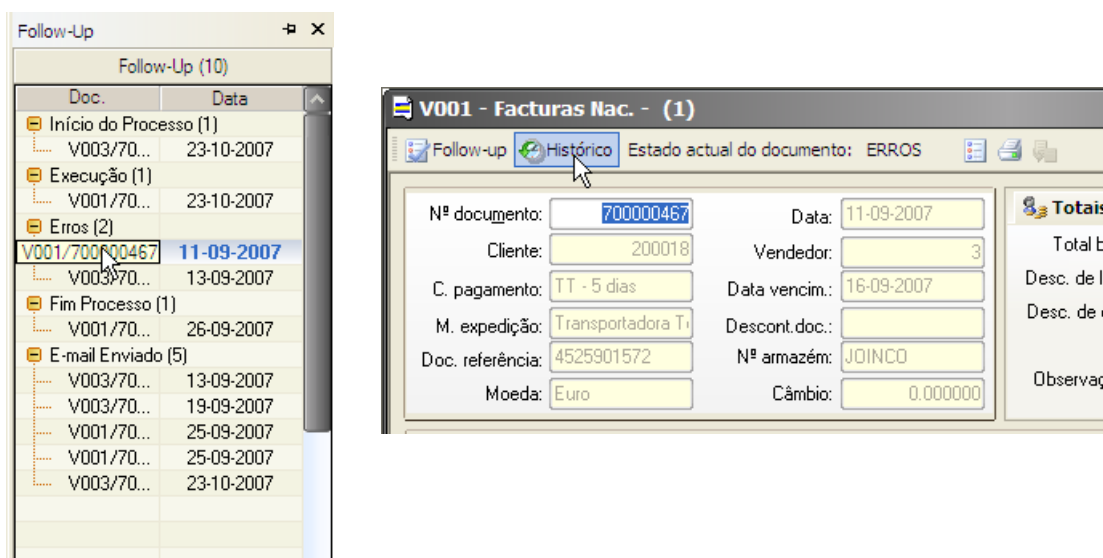 Follow-Up
Follow-Up (10)
Doc. Data
Início do Processo (1)
V003/70... 23-10-2007
Execução (1)
V001/70... 23-10-2007
Erros (2)
V001/700000467 11-09-2007
V003/70... 13-09-2007
Fim Processo (1)
V001/70... 26-09-2007
E-mail Enviado (5)
V003/70... 13-09-2007
V003/70... 19-09-2007
V001/70... 25-09-2007
V001/70... 25-09-2007
V003/70... 23-10-2007
V001 - Facturas Nac. - (1)
Follow-up Histórico Estado actual do documento: ERROS
Nº documento: 700000467 Data: 11-09-2007
Cliente: 200018 Vendedor: 3
C. pagamento: TT - 5 dias Data vencim.: 16-09-2007
M. expedição: Transportadora Descont.doc.:
Doc. referência: 4525901572 Nº armazém: JOINCO
Moeda: Euro Câmbio: 0.000000
Totais
Total
Desc. de
Desc. de